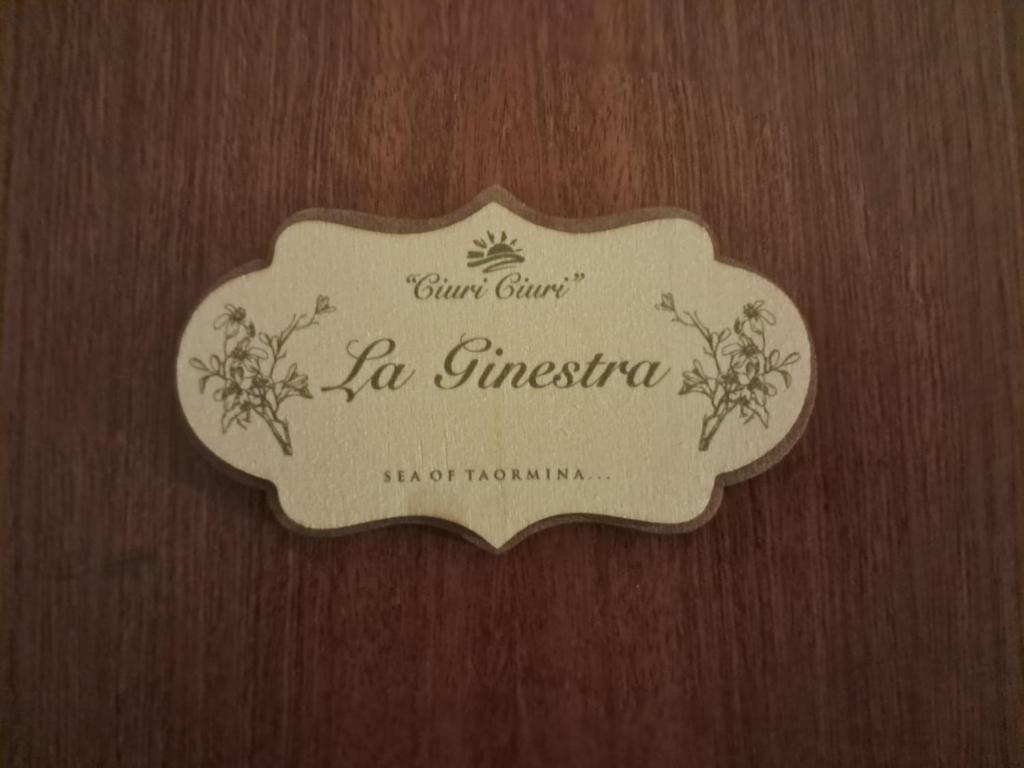 “Ciuri Ciuri”
La Ginestra
SEA OF TAORMINA...